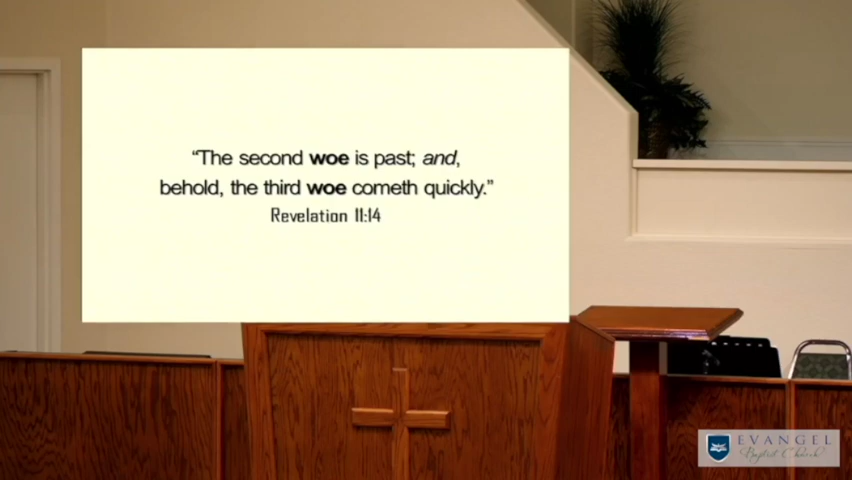 “The second woe is past; and,
behold, the third woe cometh quickly.”
Revelation 11:14
EVANGEL
Baptist Church